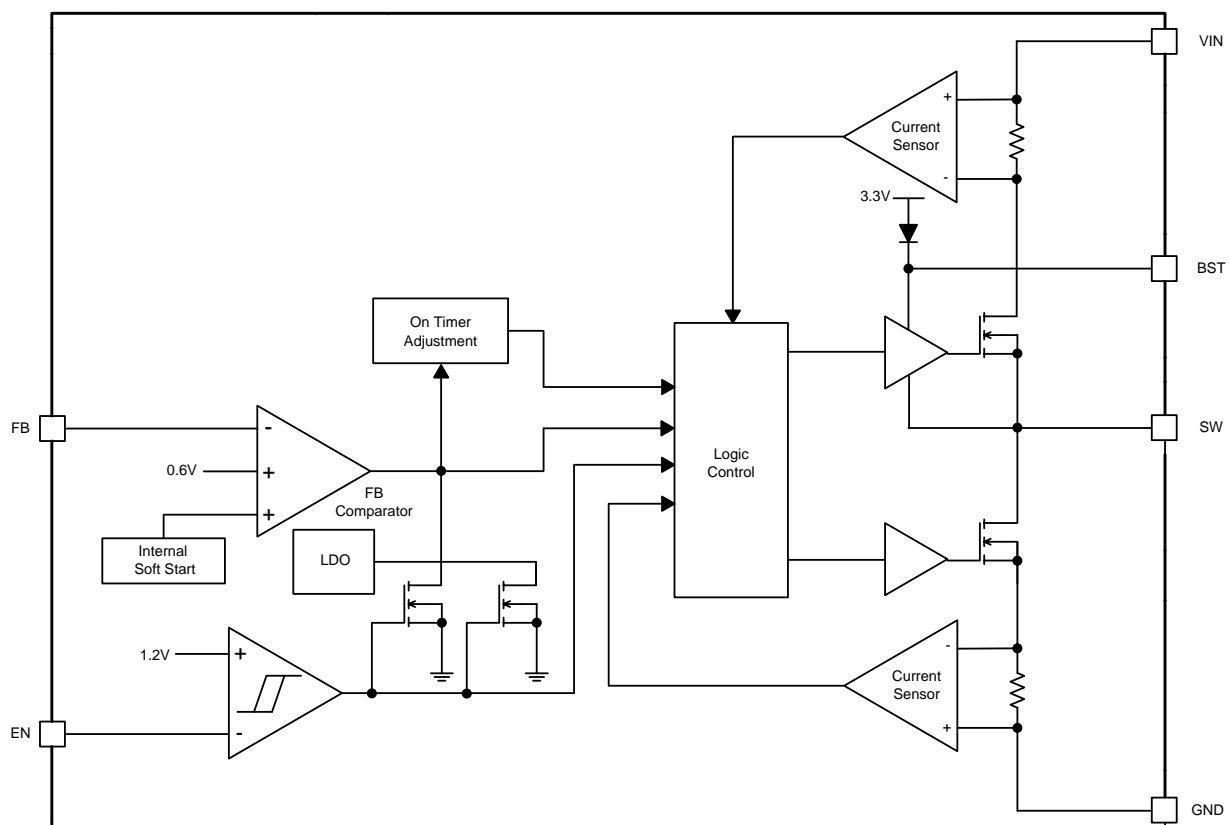 VIN
+
Current
Sensor
-
3.3V
BST
On Timer
Adjustment
FB
-
SW
0.6V
+
Logic
Control
FB
Comparator
+
Internal
Soft Start
LDO
1.2V
+
-
Current
Sensor
EN
-
+
GND